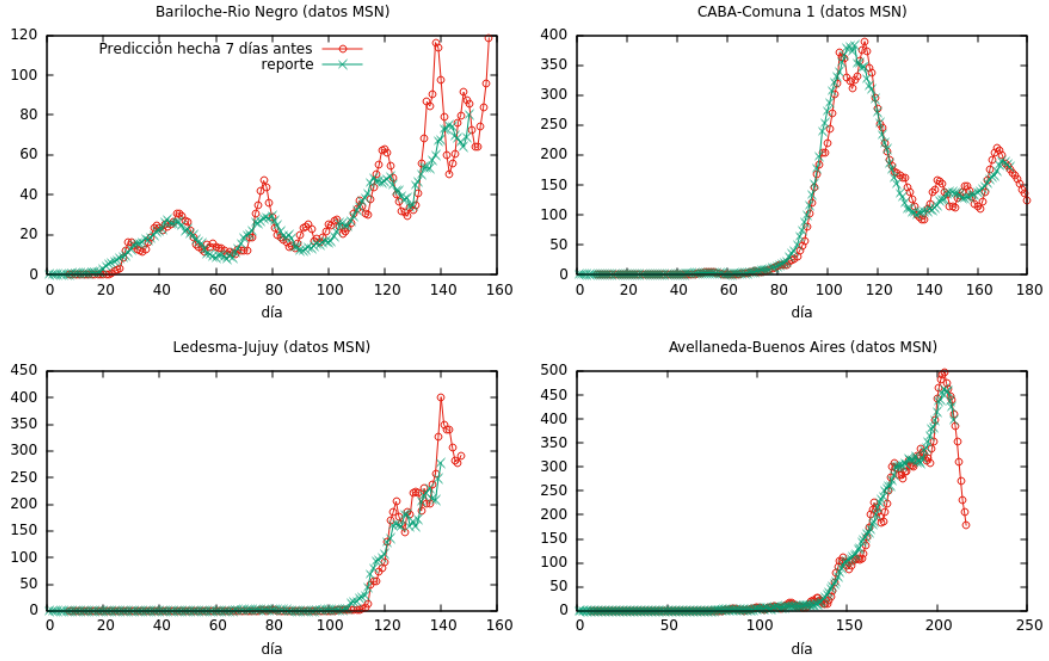 Bariloche-Rio Negro (datos MSN)
120
100
80
60
40
20
0
Predicción hecha 7 días antes
reporte
0 20 40 60 80 100 120 140 160
día
CABA-Comuna 1 (datos MSN)
400
350
300
250
200
150
100
50
0
0 20 40 60 80 100 120 140 160 180
día
Ledesma-Jujuy (datos MSN)
450
400
350
300
250
200
150
100
50
0
0 20 40 60 80 100 120 140 160
día
Avellaneda-Buenos Aires (datos MSN)
500
450
400
350
300
250
200
150
100
50
0
0 50 100 150 200 250
día